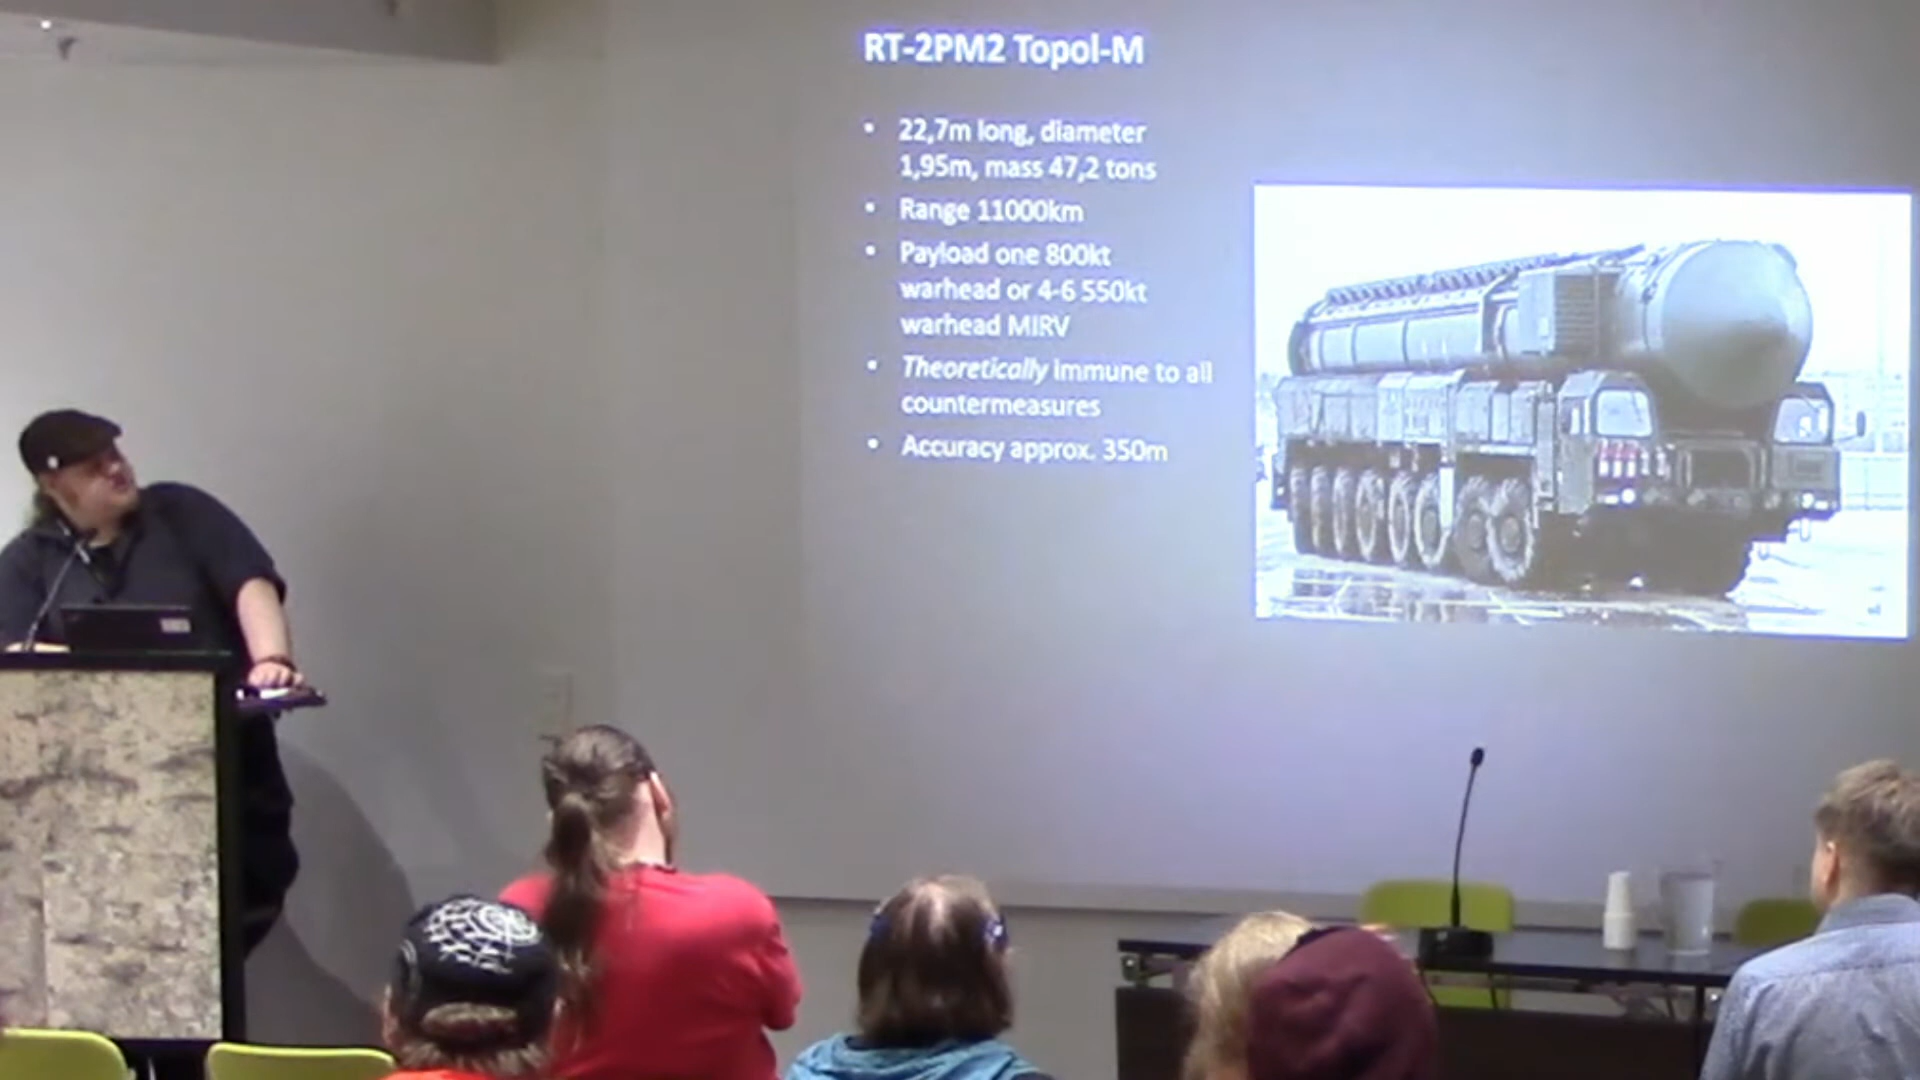 RT-2PM2 Topol-M
• 22,7m long, diameter
1,95m, mass 47,2 tons
• Range 11000km
• Payload one 800kt
warhead or 4-6 550kt
warhead MIRV
• Theoretically immune to all
countermeasures
• Accuracy approx. 350m